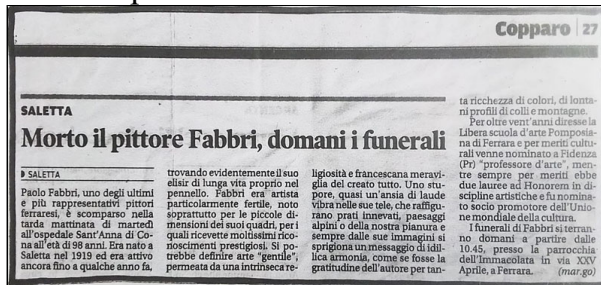 Copparo 27
SALETTA
Morto il pittore Fabbri, domani i funerali
SALETTA
Paolo Fabbri, uno degli ultimi
e più rappresentativi pittori
ferraresi, è scomparso nella
tarda mattinata di martedì
all'ospedale Sant'Anna di Co-
na all'età di 98 anni. Era nato a
Saletta nel 1919 ed era attivo
ancora fino a qualche anno fa,
trovando evidentemente il suo
elisir di lunga vita proprio nel
pennello. Fabbri era artista
particolarmente fertile, noto
soprattutto per le piccole di-
mensioni dei suoi quadri, per i
quali ricevette moltissimi rico-
noscimenti prestigiosi. Si po-
trebbe definire arte "gentile",
permeata da una intrinseca re-
ligiosità e francescana meravi-
glia del creato tutto. Uno stu-
pore, quasi un'ansia di laude
vibra nelle sue tele, che raffigu-
rano prati innevati, paesaggi
alpini o della nostra pianura e
sempre dalle sue immagini si
sprigiona un messaggio di idil-
lica armonia, come se fosse la
gratitudine dell'autore per tan-
ta ricchezza di colori, di lonta-
ni profili di colli e montagne.
Per oltre vent'anni diresse la
Libera scuola d'arte Pomposia-
na di Ferrara e per meriti cul-
turali venne nominato a Fidenza
(Pr) "professore d'arte", men-
tre sempre per meriti ebbe
due lauree ad Honorem in di-
scipline artistiche e fu nomina-
to socio promotore dell'Unio-
ne mondiale della cultura.
I funerali di Fabbri si terran-
no domani a partire dalle
10.45, presso la parrocchia
dell'Immacolata in via XXV
Aprile, a Ferrara. (mar.go)